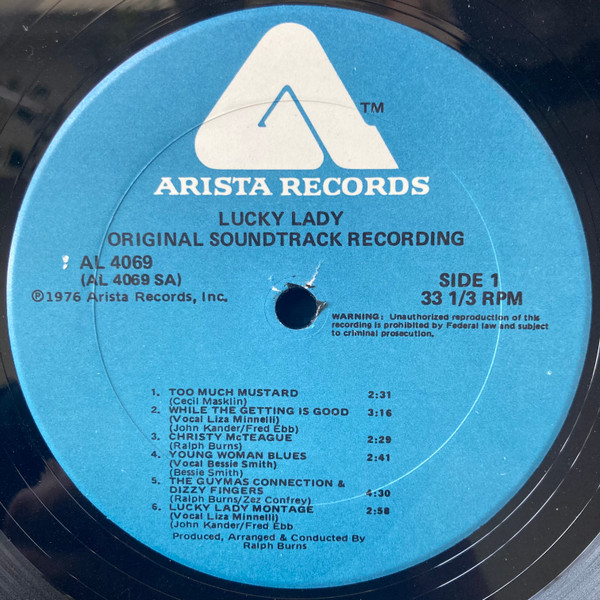 TM
ARISTA RECORDS
LUCKY LADY
ORIGINAL SOUNDTRACK RECORDING
AL 4069
(AL 4069 SA)
SIDE 1
℗1976 Arista Records, Inc.
33 1/3 RPM
WARNING: Unauthorized reproduction of this
recording is prohibited by Federal law and subject
to criminal prosecution.
1. TOO MUCH MUSTARD 2:31
(Cecil Masklin)
2. WHILE THE GETTING IS GOOD 3:16
(Vocal Liza Minnelli)
(John Kander/Fred Ebb)
3. CHRISTY McTEAGUE 2:29
(Ralph Burns)
4. YOUNG WOMAN BLUES 2:41
(Vocal Bessie Smith)
(Bessie Smith)
5. THE GUYMAS CONNECTION &
DIZZY FINGERS 4:30
(Ralph Burns/Zez Confrey)
6. LUCKY LADY MONTAGE 2:58
(Vocal Liza Minnelli)
(John Kander/Fred Ebb
Produced, Arranged & Conducted By
Ralph Burns